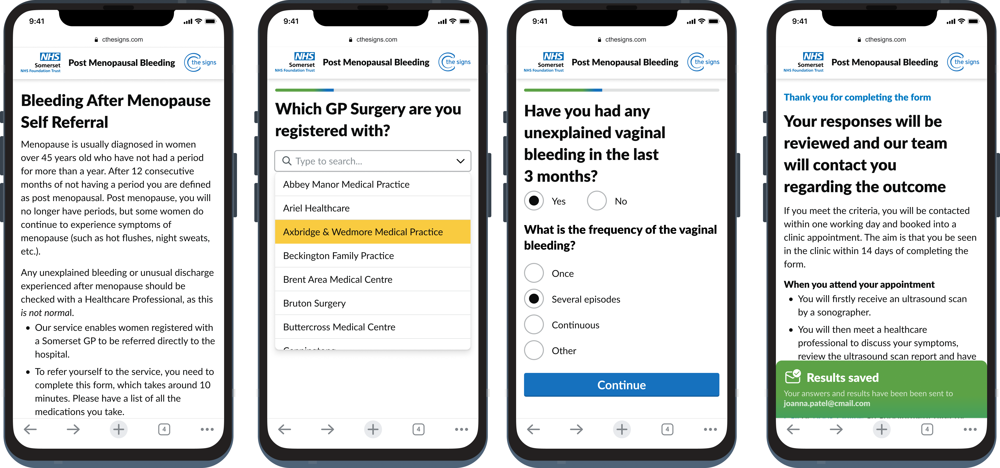 9:41
cthesigns.com
NHS
Somerset
NHS Foundation Trust
Post Menopausal Bleeding
C the signs
Bleeding After Menopause
Self Referral
Menopause is usually diagnosed in women
over 45 years old who have not had a period
for more than a year. After 12 consecutive
months of not having a period you are defined
as post menopausal. Post menopause, you will
no longer have periods, but some women do
continue to experience symptoms of
menopause (such as hot flushes, night sweats,
etc.).
Any unexplained bleeding or unusual discharge
experienced after menopause should be
checked with a Healthcare Professional, as this
is not normal.
• Our service enables women registered with
a Somerset GP to be referred directly to the
hospital.
• To refer yourself to the service, you need to
complete this form, which takes around 10
minutes. Please have a list of all the
medications you take.
4
9:41
cthesigns.com
NHS
Somerset
NHS Foundation Trust
Post Menopausal Bleeding
C the signs
Which GP Surgery are you
registered with?
Type to search...
Abbey Manor Medical Practice
Ariel Healthcare
Axbridge & Wedmore Medical Practice
Beckington Family Practice
Brent Area Medical Centre
Bruton Surgery
Buttercross Medical Centre
4
9:41
cthesigns.com
NHS
Somerset
NHS Foundation Trust
Post Menopausal Bleeding
C the signs
Have you had any
unexplained vaginal
bleeding in the last
3 months?
Yes No
What is the frequency of the vaginal
bleeding?
Once
Several episodes
Continuous
Other
Continue
4
9:41
cthesigns.com
NHS
Somerset
NHS Foundation Trust
Post Menopausal Bleeding
C the signs
Thank you for completing the form
Your responses will be
reviewed and our team
will contact you
regarding the outcome
If you meet the criteria, you will be contacted
within one working day and booked into a
clinic appointment. The aim is that you be seen
in the clinic within 14 days of completing the
form.
When you attend your appointment
• You will firstly receive an ultrasound scan
by a sonographer.
• You will then meet a healthcare
professional to discuss your symptoms,
review the ultrasound scan report and have
Results saved
Your answers and results have been been sent to
joanna.patel@cmail.com
4